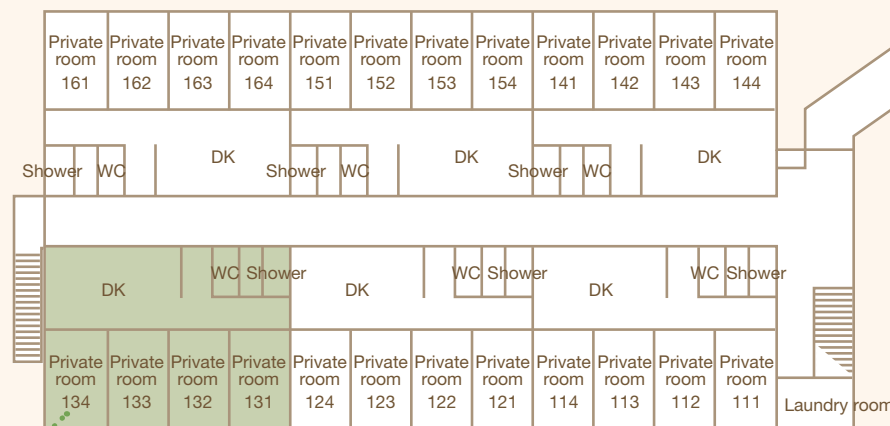 Private Private Private Private Private Private Private Private Private Private Private Private
room room room room room room room room room room room room
161 162 163 164 151 152 153 154 141 142 143 144
DK DK DK
Shower WC Shower WC Shower WC
WC Shower WC Shower WC Shower
DK DK DK
Private Private Private Private Private Private Private Private Private Private Private Private
room room room room room room room room room room room room
134 133 132 131 124 123 122 121 114 113 112 111
Laundry room